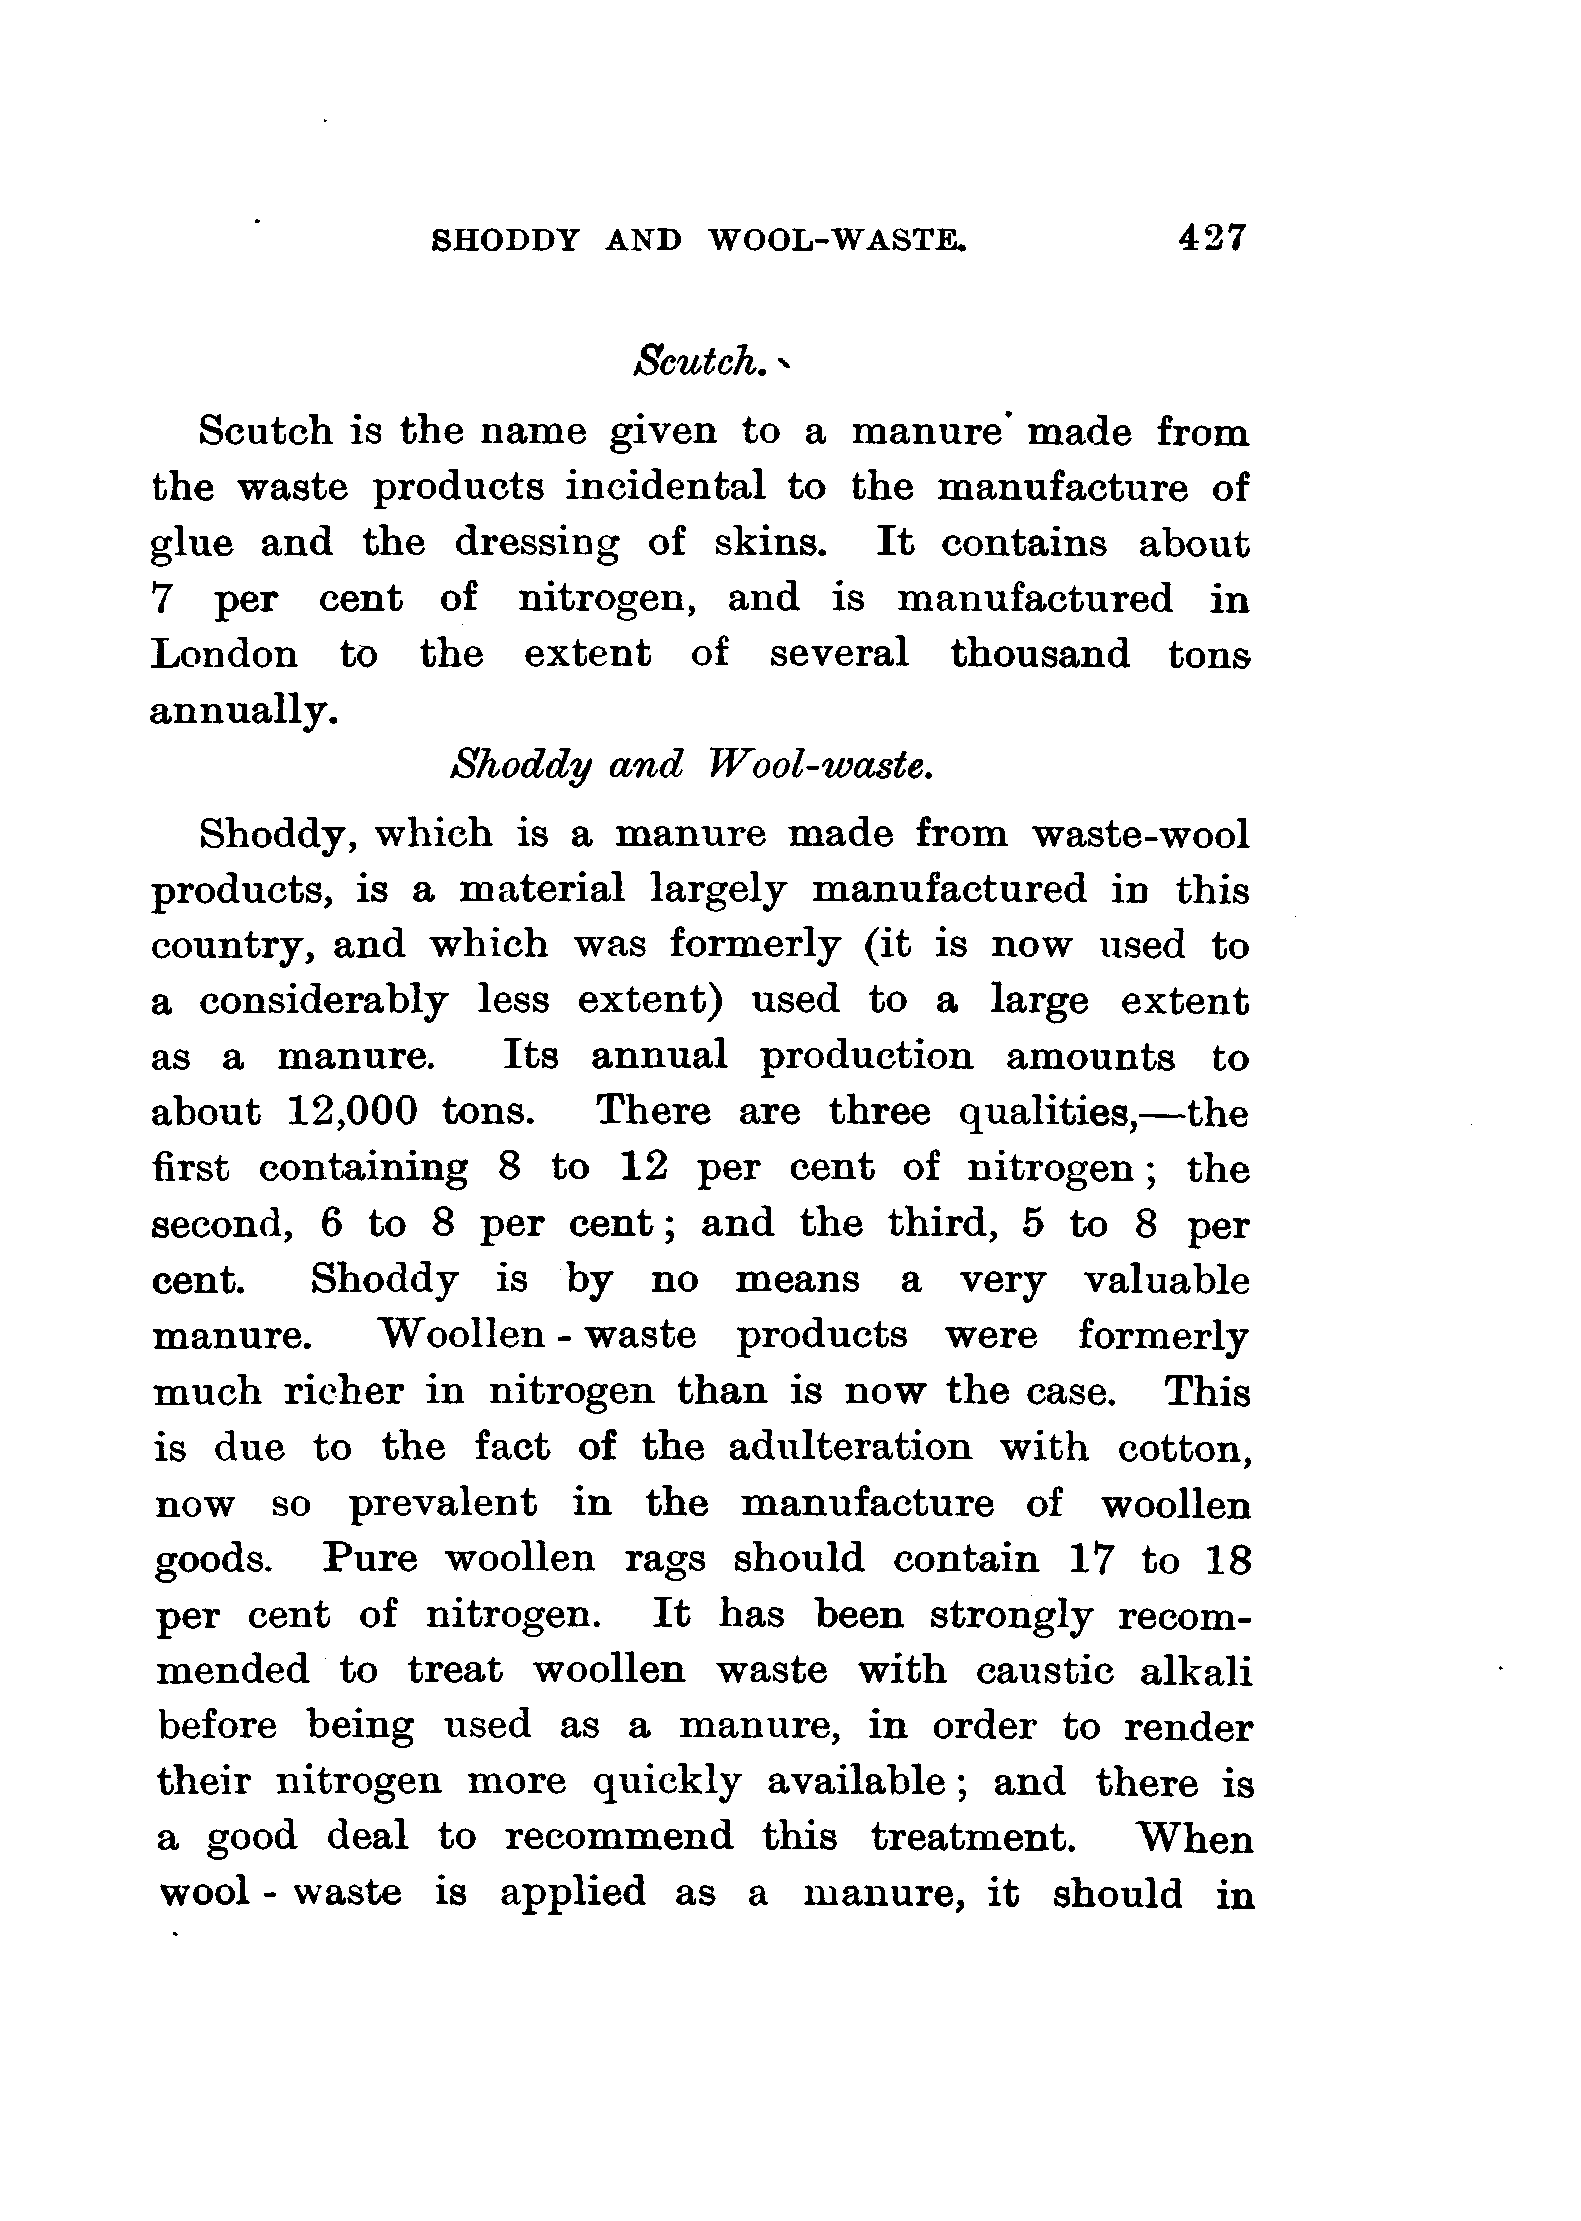 SHODDY AND WOOL-WASTE. 427
Scutch.
Scutch is the name given to a manure made from
the waste products incidental to the manufacture of
glue and the dressing of skins. It contains about
7 per cent of nitrogen, and is manufactured in
London to the extent of several thousand tons
annually.
Shoddy and Wool-waste.
Shoddy, which is a manure made from waste-wool
products, is a material largely manufactured in this
country, and which was formerly (it is now used to
a considerably less extent) used to a large extent
as a manure. Its annual production amounts to
about 12,000 tons. There are three qualities,—the
first containing 8 to 12 per cent of nitrogen; the
second, 6 to 8 per cent; and the third, 5 to 8 per
cent. Shoddy is by no means a very valuable
manure. Woollen-waste products were formerly
much richer in nitrogen than is now the case. This
is due to the fact of the adulteration with cotton,
now so prevalent in the manufacture of woollen
goods. Pure woollen rags should contain 17 to 18
per cent of nitrogen. It has been strongly recom-
mended to treat woollen waste with caustic alkali
before being used as a manure, in order to render
their nitrogen more quickly available; and there is
a good deal to recommend this treatment. When
wool-waste is applied as a manure, it should in